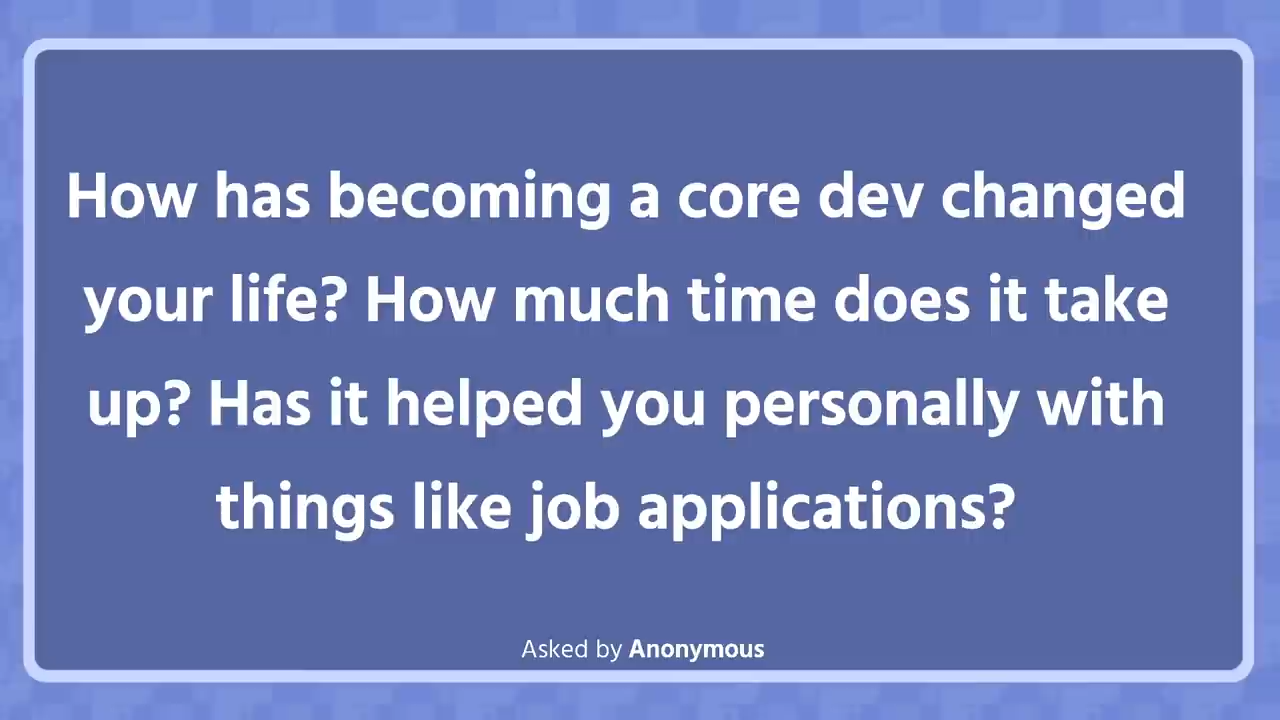 How has becoming a core dev changed
your life? How much time does it take
up? Has it helped you personally with
things like job applications?
Asked by Anonymous